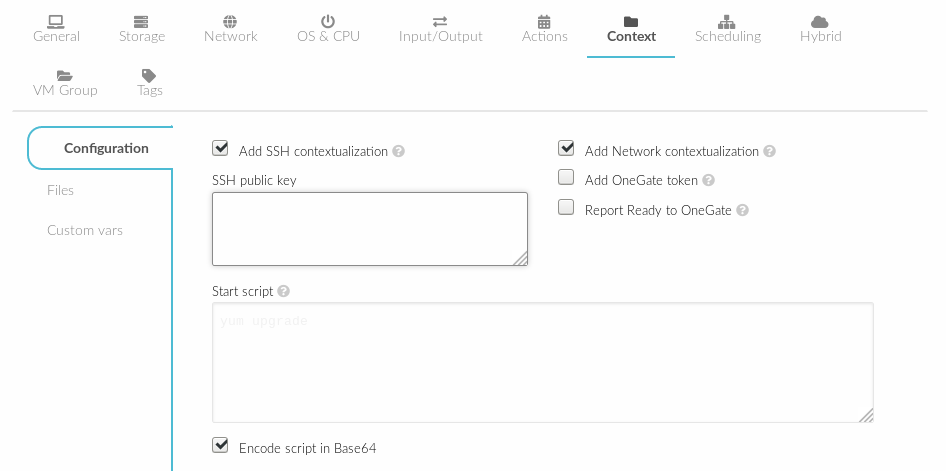 General Storage Network OS & CPU Input/Output Actions Context Scheduling Hybrid
VM Group Tags
Configuration
Files
Custom vars
Add SSH contextualization ?
SSH public key
Add Network contextualization ?
Add OneGate token ?
Report Ready to OneGate ?
Start script ?
yum upgrade
Encode script in Base64